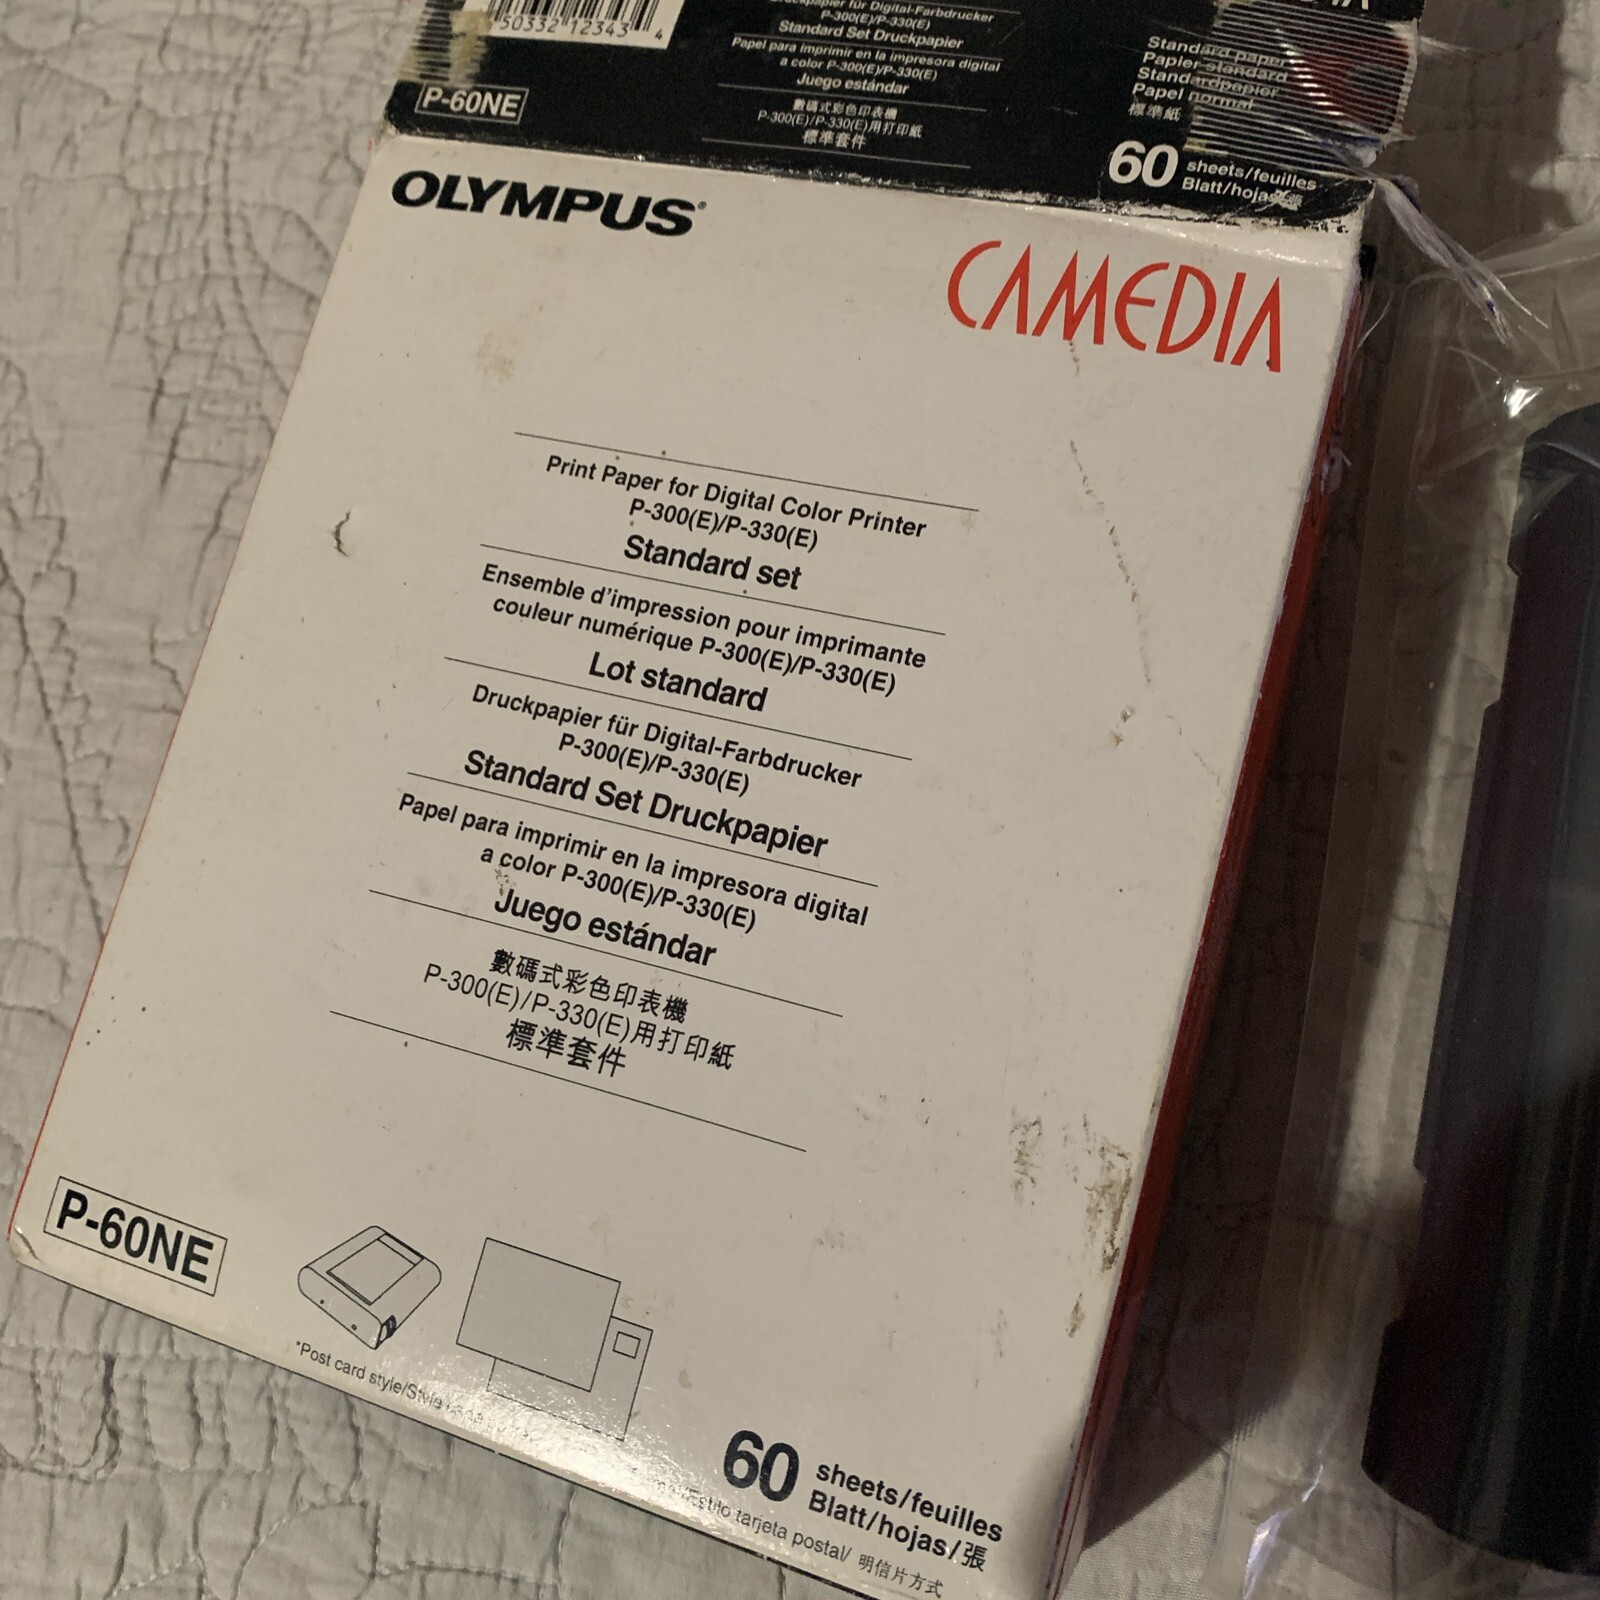 50332 12343 4
P-60NE
Druckpapier für Digital-Farbdrucker
P-300(E)/P-330(E)
Standard Set Druckpapier
Papel para imprimir en la impresora digital
a color P-300(E)/P-330(E)
Juego estándar
數碼式彩色印表機
P-300(E)/P-330(E)用打印紙
標準套件
Standard paper
Papier standard
Standardpapier
Papel normal
標準紙
60 sheets/feuilles
Blatt/hojas/張
OLYMPUS®
CAMEDIA
Print Paper for Digital Color Printer
P-300(E)/P-330(E)
Standard set
Ensemble d'impression pour imprimante
couleur numérique P-300(E)/P-330(E)
Lot standard
Druckpapier für Digital-Farbdrucker
P-300(E)/P-330(E)
Standard Set Druckpapier
Papel para imprimir en la impresora digital
a color P-300(E)/P-330(E)
Juego estándar
數碼式彩色印表機
P-300(E)/P-330(E)用打印紙
標準套件
P-60NE
*Post card style/Style Estilo tarjeta postal/ 明信片方式
60 sheets/feuilles
Blatt/hojas/張